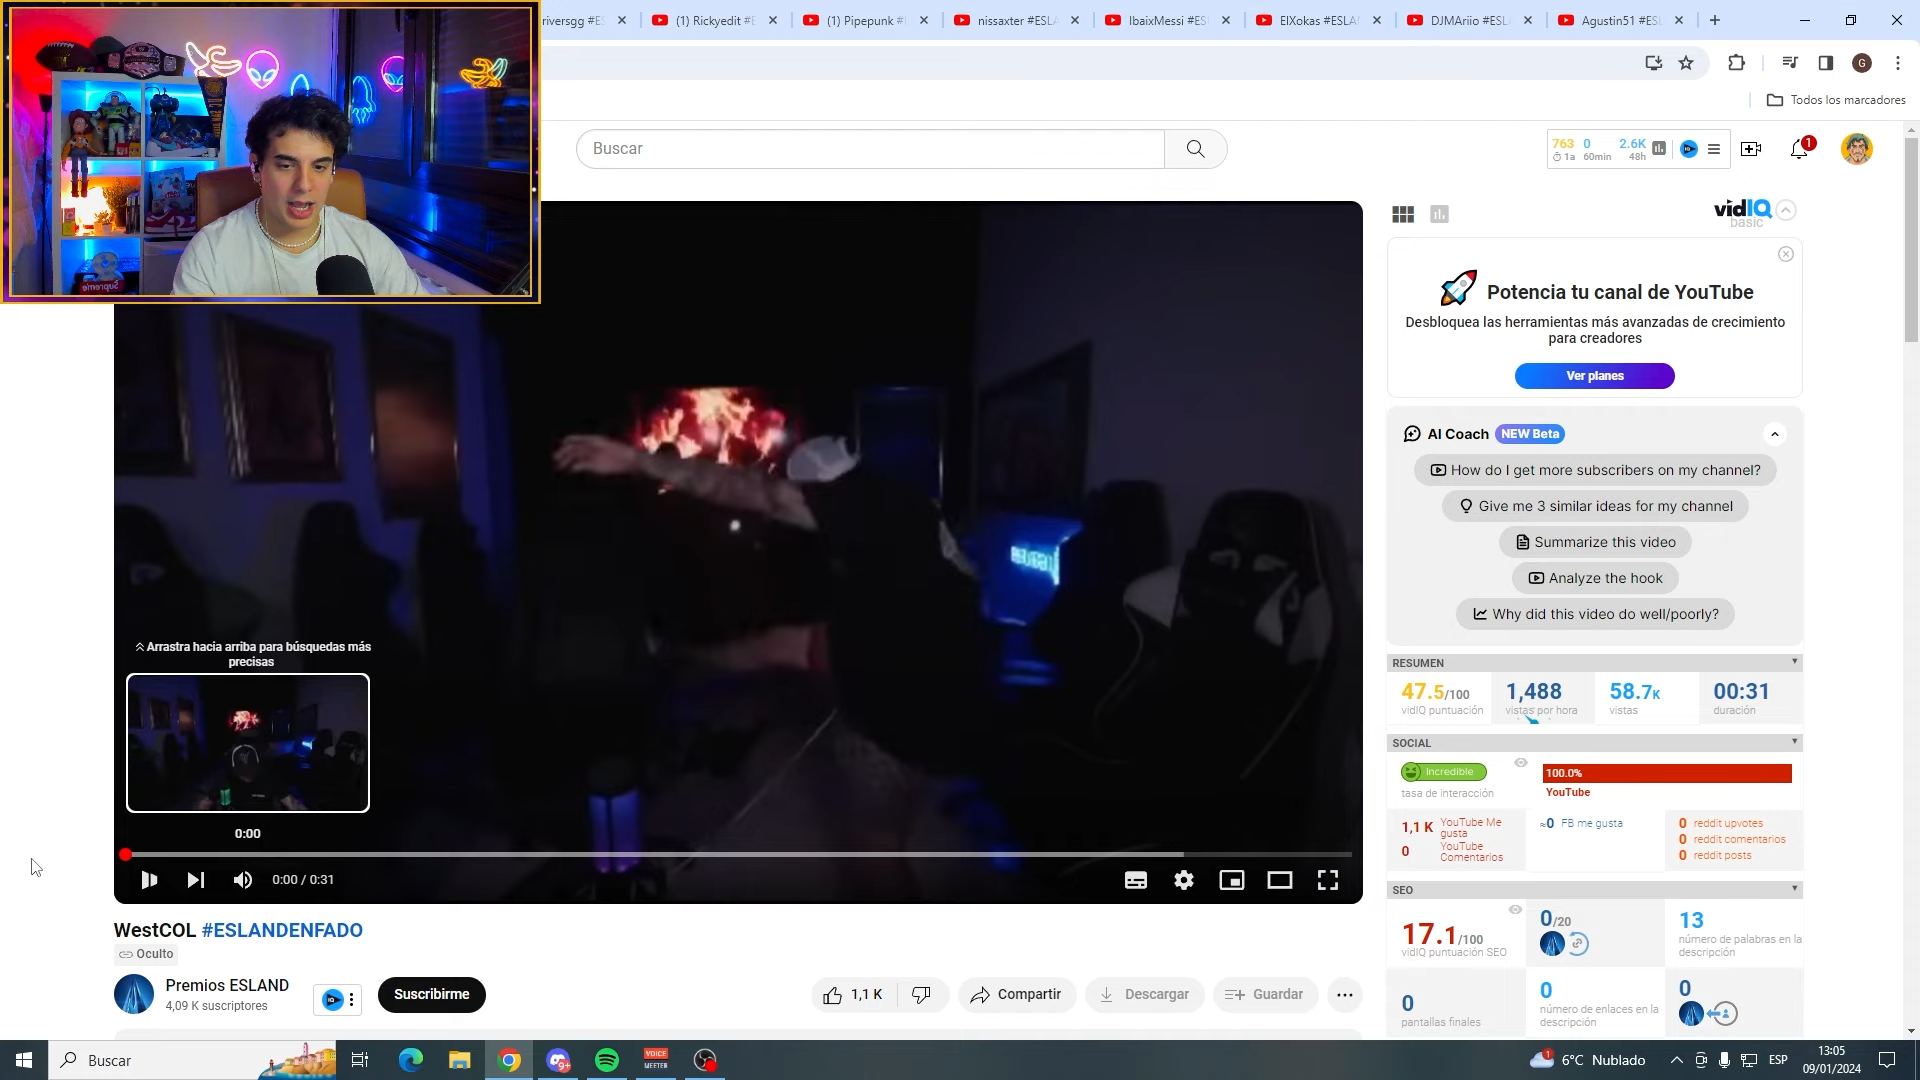 riversgg #ES
(1) Rickyedit #E
(1) Pipepunk #
nissaxter #ESLA
IbaixMessi #ES
ElXokas #ESLA
DJMAriio #ESL
Agustin51 #ESL
G
Todos los marcadores
Buscar
763 0 2.6K
1a 60min 48h
1
vidIQ
basic
Potencia tu canal de YouTube
Desbloquea las herramientas más avanzadas de crecimiento
para creadores
Ver planes
AI Coach NEW Beta
How do I get more subscribers on my channel?
Give me 3 similar ideas for my channel
Summarize this video
Analyze the hook
Why did this video do well/poorly?
Arrastra hacia arriba para búsquedas más
precisas
0:00
0:00 / 0:31
RESUMEN
47.5/100 1,488 58.7K 00:31
vidIQ puntuación vistas por hora vistas duración
SOCIAL
Incredible
tasa de interacción
100.0%
YouTube
1,1 K YouTube Me
gusta
0 YouTube
Comentarios
≈0 FB me gusta
0 reddit upvotes
0 reddit comentarios
0 reddit posts
SEO
17.1/100
vidIQ puntuación SEO
0/20
13
número de palabras en la
descripción
0
pantallas finales
0
número de enlaces en la
descripción
0
WestCOL #ESLANDENFADO
Oculto
Premios ESLAND
4,09 K suscriptores
Suscribirme
1,1 K
Compartir
Descargar
Guardar
Buscar
9+
VOICE
MEETER
1
6°C Nublado
ESP
13:05
09/01/2024